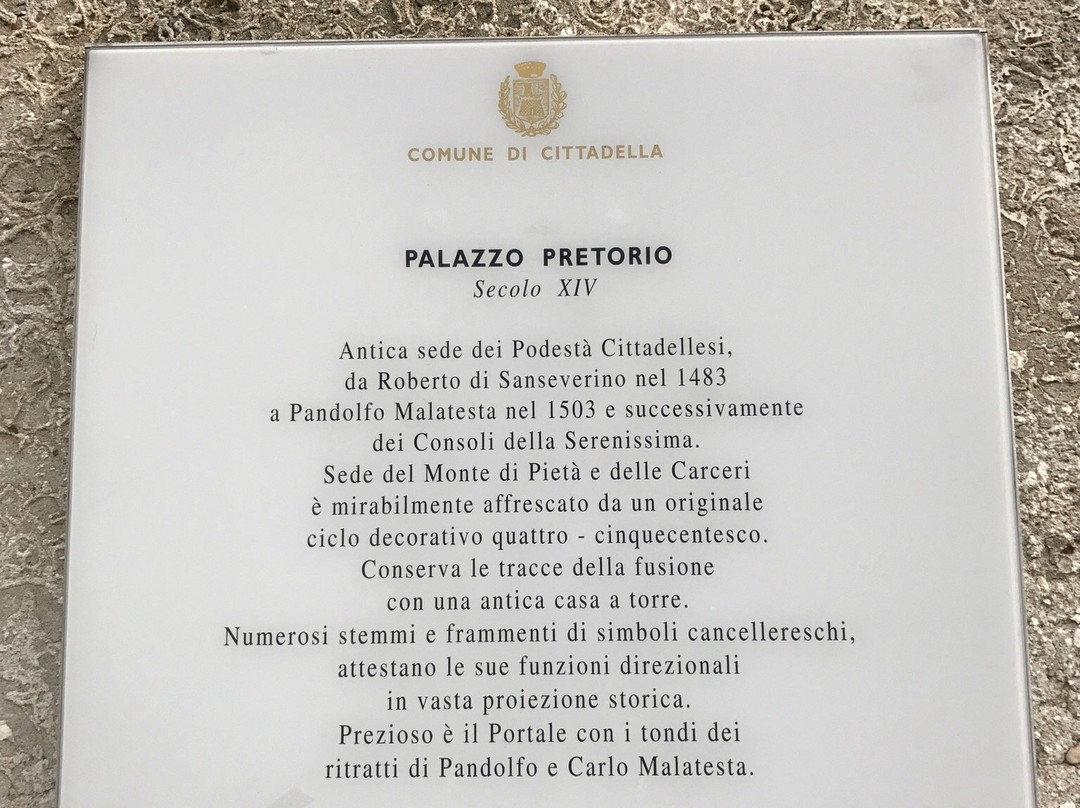 COMUNE DI CITTADELLA
PALAZZO PRETORIO
Secolo XIV
Antica sede dei Podestà Cittadellesi,
da Roberto di Sanseverino nel 1483
a Pandolfo Malatesta nel 1503 e successivamente
dei Consoli della Serenissima.
Sede del Monte di Pietà e delle Carceri
è mirabilmente affrescato da un originale
ciclo decorativo quattro - cinquecentesco.
Conserva le tracce della fusione
con una antica casa a torre.
Numerosi stemmi e frammenti di simboli cancellereschi,
attestano le sue funzioni direzionali
in vasta proiezione storica.
Prezioso è il Portale con i tondi dei
ritratti di Pandolfo e Carlo Malatesta.